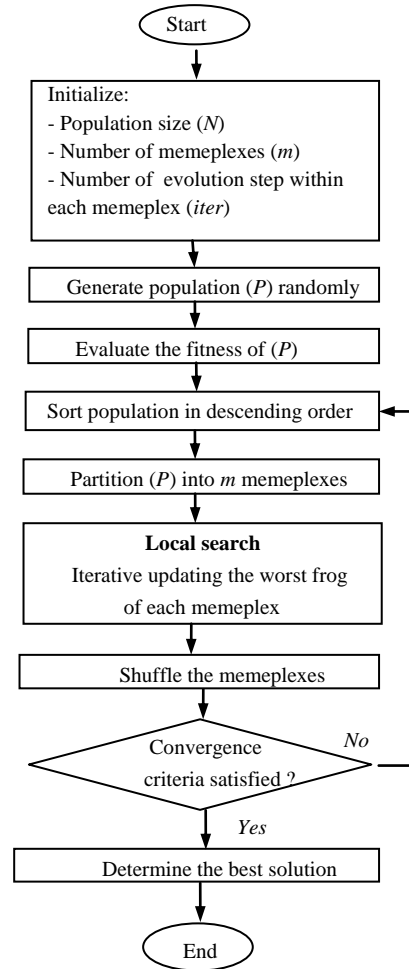 Start
Initialize:
- Population size (N)
- Number of memeplexes (m)
- Number of evolution step within
each memeplex (iter)
Generate population (P) randomly
Evaluate the fitness of (P)
Sort population in descending order
Partition (P) into m memeplexes
Local search
Iterative updating the worst frog
of each memeplex
Shuffle the memeplexes
Convergence
criteria satisfied ?
No
Yes
Determine the best solution
End